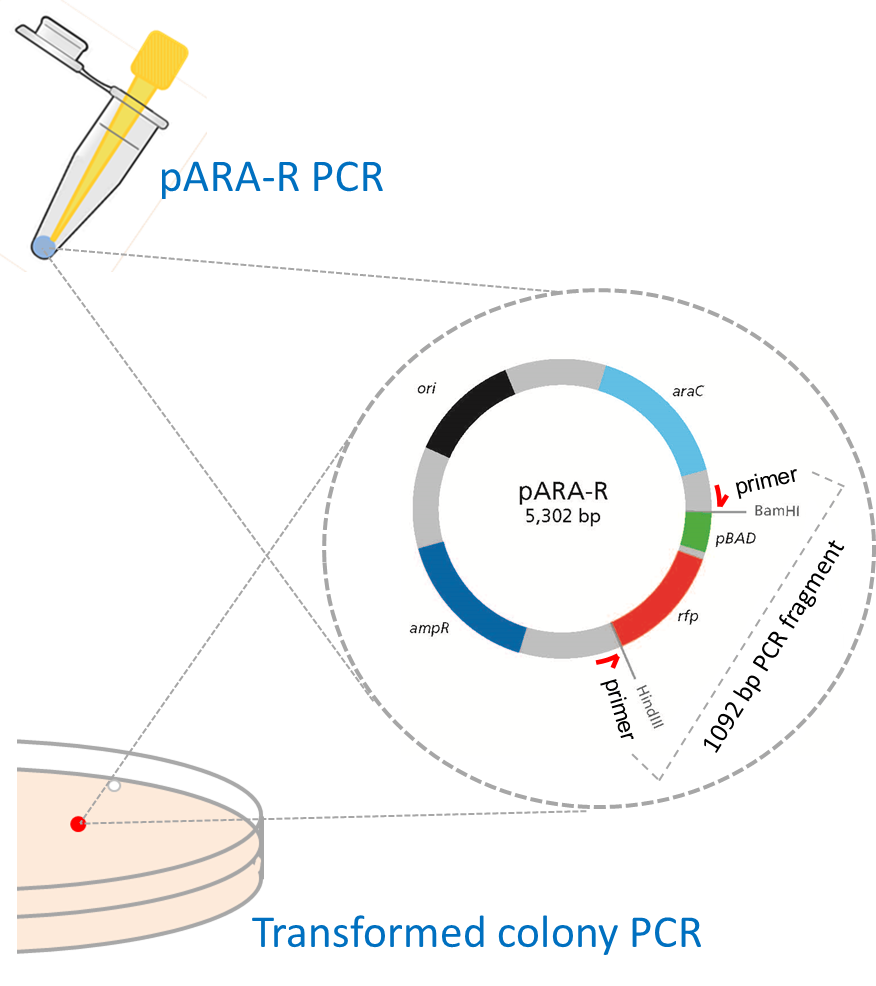 pARA-R PCR
ori
araC
pARA-R
5,302 bp
primer
BamHI
pBAD
rfp
ampR
primer
HindIII
1092 bp PCR fragment
Transformed colony PCR